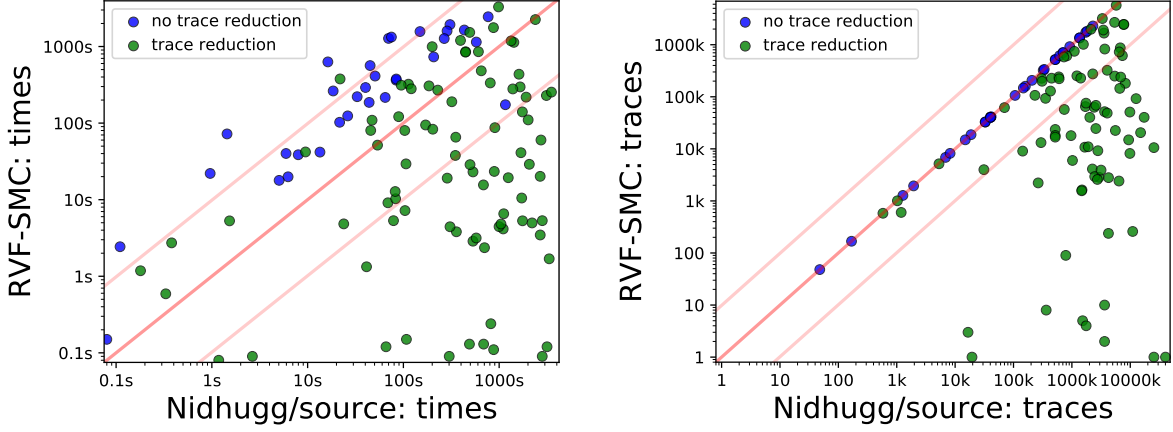 no trace reduction
trace reduction
1000s
100s
10s
1s
0.1s
RVF-SMC: times
0.1s 1s 10s 100s 1000s
Nidhugg/source: times
no trace reduction
trace reduction
1000k
100k
10k
1k
100
10
1
RVF-SMC: traces
1 10 100 1k 10k 100k 1000k 10000k
Nidhugg/source: traces